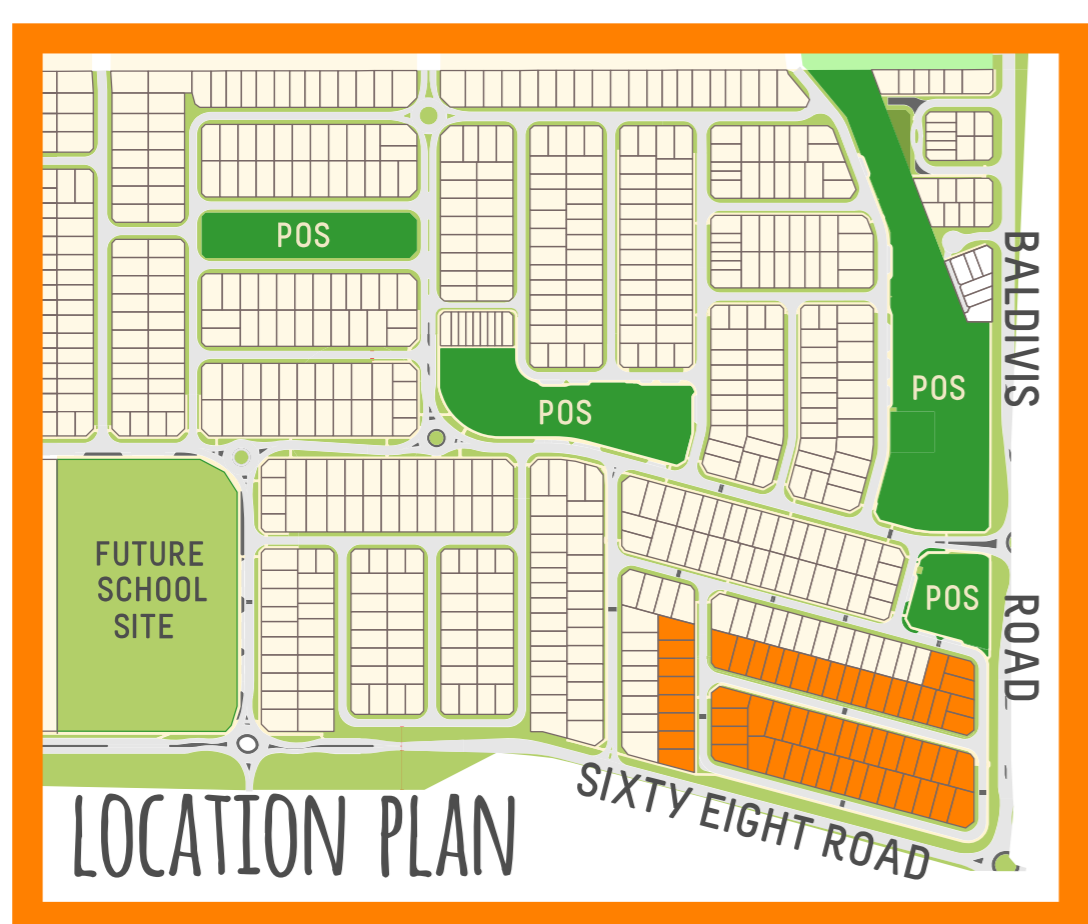 POS
BALDIVIS
POS
POS
FUTURE
SCHOOL
SITE
POS
ROAD
SIXTY EIGHT ROAD
LOCATION PLAN